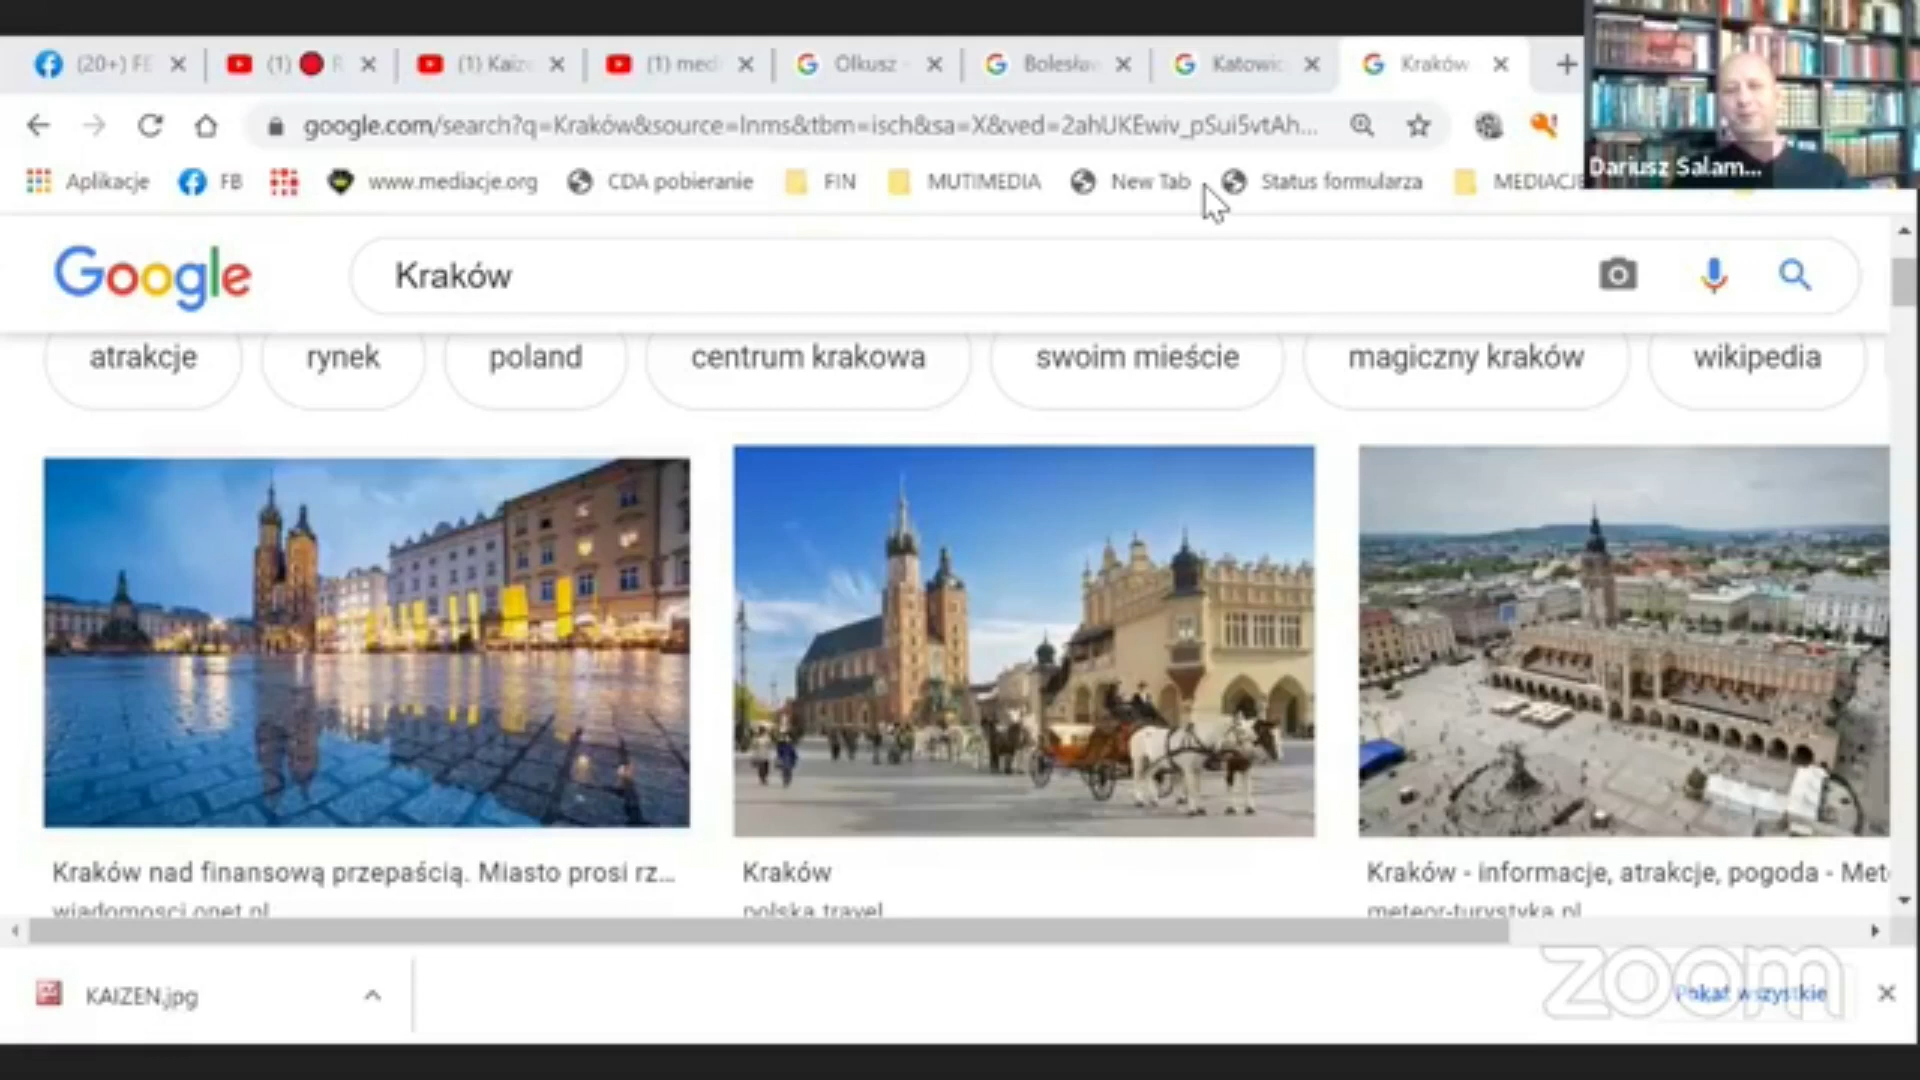 (20+) FE
(1) R
(1) Kaize
(1) med
Olkusz -
Bolesław
Katowic
Kraków
google.com/search?q=Kraków&source=lnms&tbm=isch&sa=X&ved=2ahUKEwiv_pSui5vtAh...
Aplikacje
FB
www.mediacje.org
CDA pobieranie
FIN
MUTIMEDIA
New Tab
Status formularza
MEDIACJE
Dariusz Salam...
Google
Kraków
atrakcje
rynek
poland
centrum krakowa
swoim mieście
magiczny kraków
wikipedia
Kraków nad finansową przepaścią. Miasto prosi rz...
wiadomosci.onet.pl
Kraków
polska.travel
Kraków - informacje, atrakcje, pogoda - Mete
meteor-turystyka.pl
KAIZEN.jpg
Pokaż wszystkie
zoom